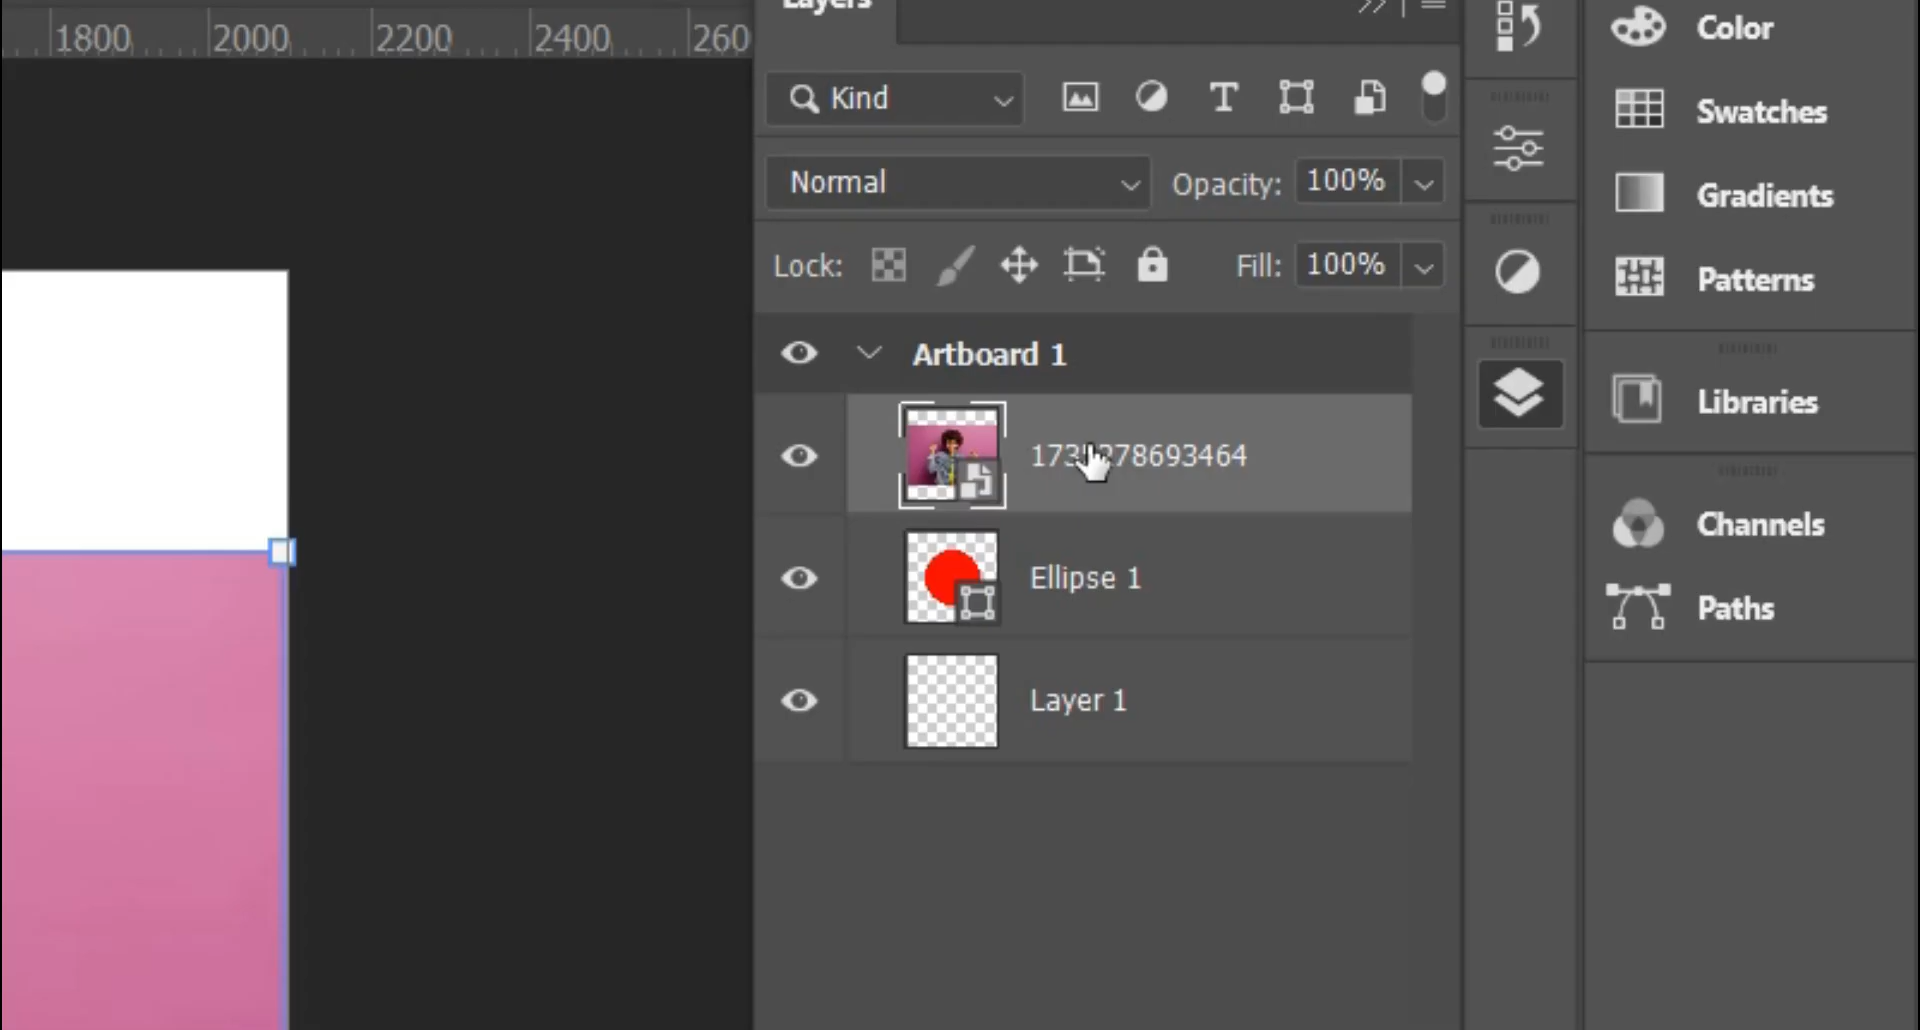 1800
2000
2200
2400
260
Layers
Kind
Normal
Opacity:
100%
Lock:
Fill:
100%
Artboard 1
Ellipse 1
Layer 1
Color
Swatches
Gradients
Patterns
Libraries
Channels
Paths